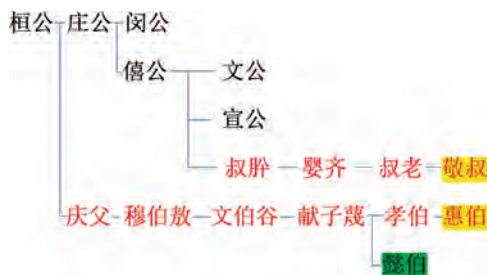 桓公 庄公 闵公
僖公 文公
宣公
叔肸 婴齐 叔老 敬叔
庆父 穆伯敖 文伯谷 献子蔑 孝伯 惠伯
懿伯